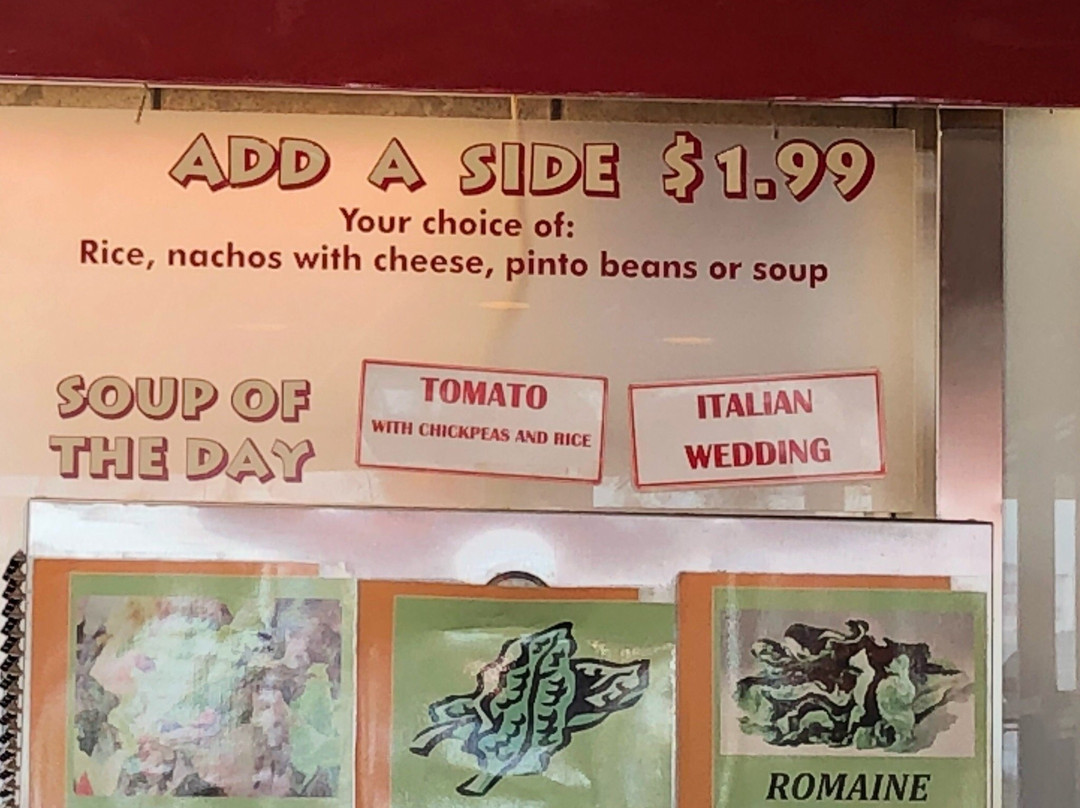 ADD A SIDE $1.99
Your choice of:
Rice, nachos with cheese, pinto beans or soup
SOUP OF
THE DAY
TOMATO
WITH CHICKPEAS AND RICE
ITALIAN
WEDDING
ROMAINE